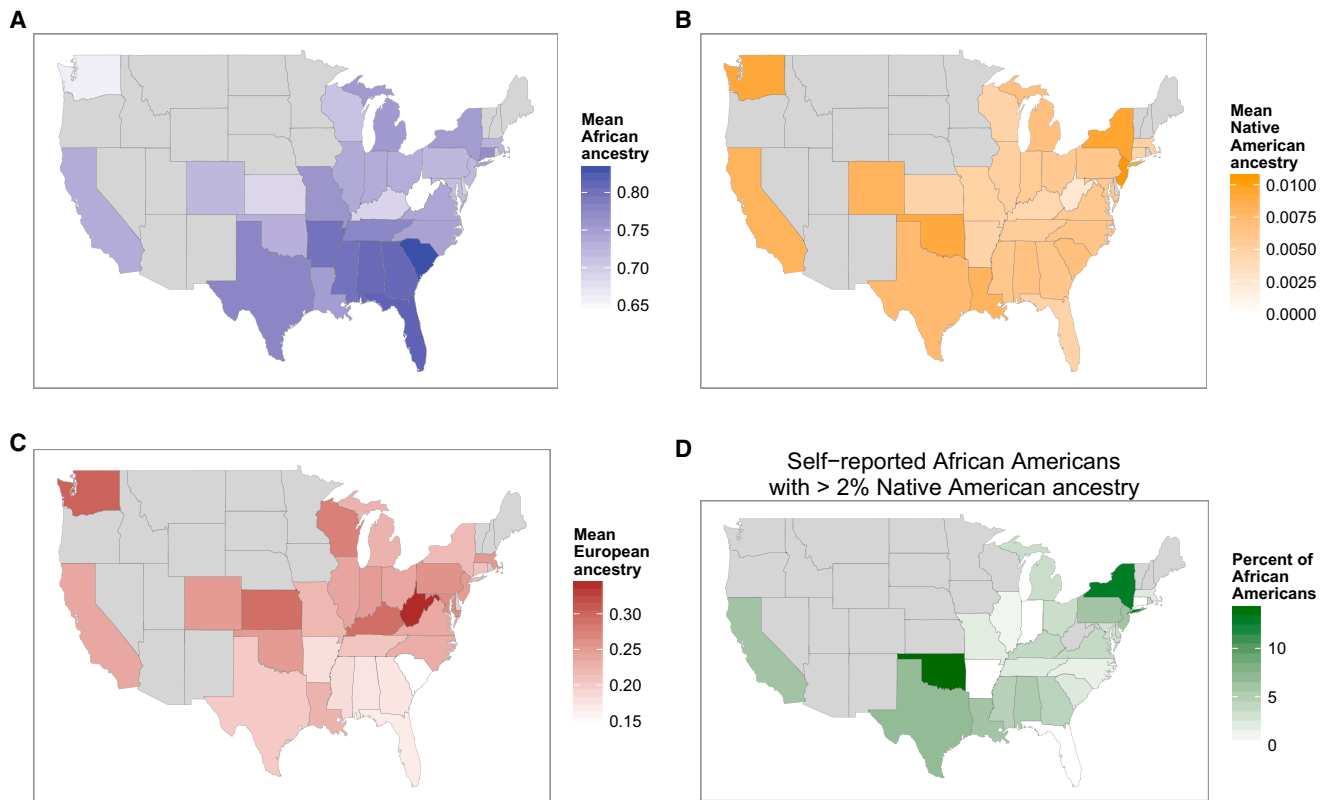 A
Mean
African
ancestry
0.80
0.75
0.70
0.65
B
Mean
Native
American
ancestry
0.0100
0.0075
0.0050
0.0025
0.0000
C
Mean
European
ancestry
0.30
0.25
0.20
0.15
D
Self−reported African Americans
with > 2% Native American ancestry
Percent of
African
Americans
10
5
0